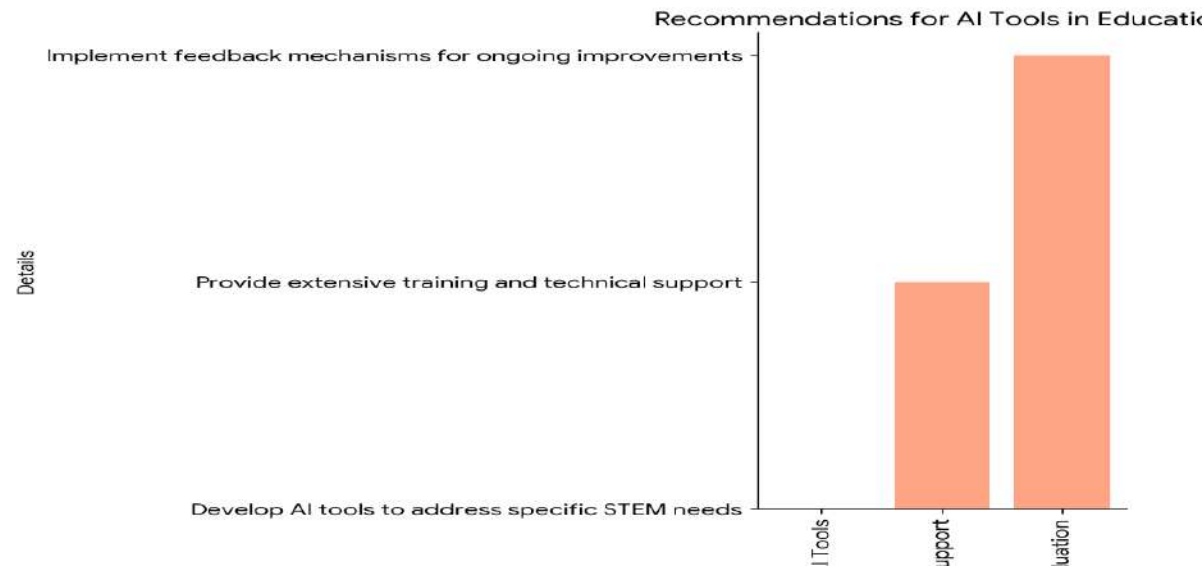 Recommendations for AI Tools in Educatio
Implement feedback mechanisms for ongoing improvements
Details
Provide extensive training and technical support
Develop AI tools to address specific STEM needs
I Tools
upport
luation